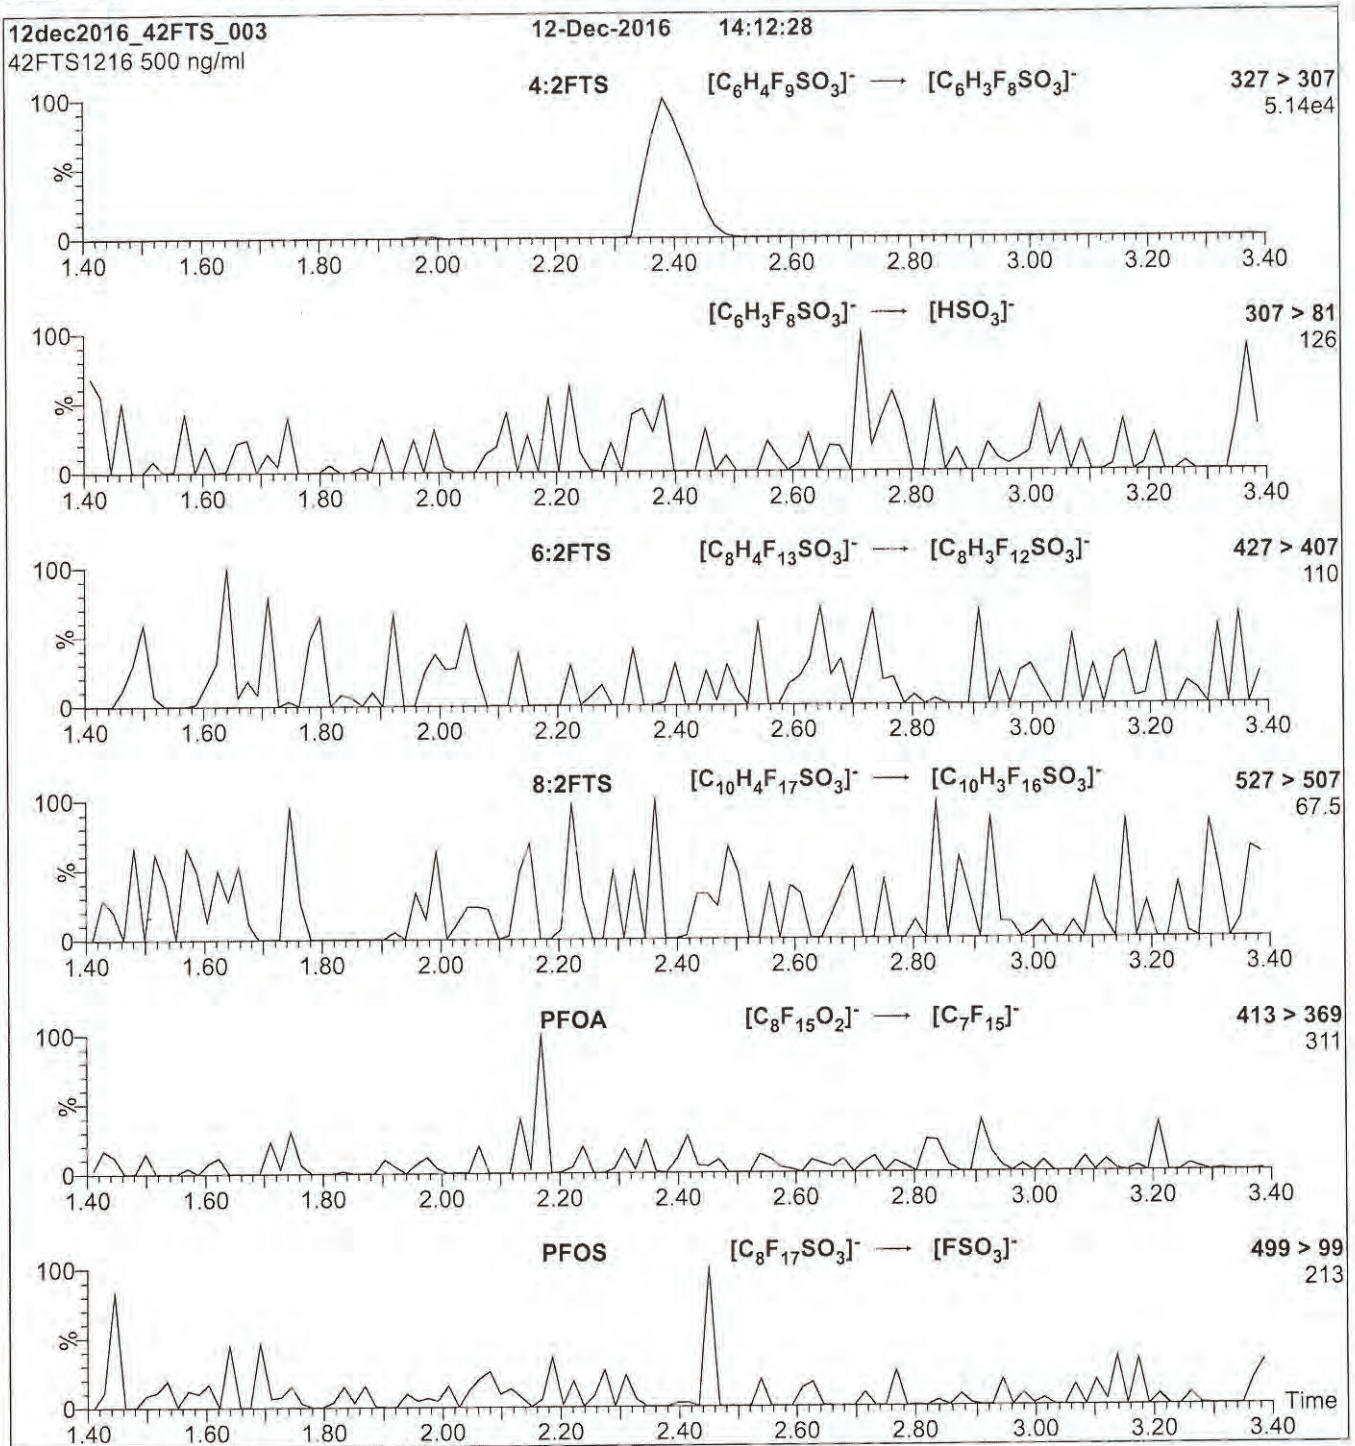 12dec2016_42FTS_003 12-Dec-2016 14:12:28
42FTS1216 500 ng/ml
4:2FTS [C₆H₄F₉SO₃]⁻ → [C₆H₃F₈SO₃]⁻ 327 > 307
5.14e4
100
%
0
1.40 1.60 1.80 2.00 2.20 2.40 2.60 2.80 3.00 3.20 3.40
[C₆H₃F₈SO₃]⁻ → [HSO₃]⁻ 307 > 81
126
100
%
0
1.40 1.60 1.80 2.00 2.20 2.40 2.60 2.80 3.00 3.20 3.40
6:2FTS [C₈H₄F₁₃SO₃]⁻ → [C₈H₃F₁₂SO₃]⁻ 427 > 407
110
100
%
0
1.40 1.60 1.80 2.00 2.20 2.40 2.60 2.80 3.00 3.20 3.40
8:2FTS [C₁₀H₄F₁₇SO₃]⁻ → [C₁₀H₃F₁₆SO₃]⁻ 527 > 507
67.5
100
%
0
1.40 1.60 1.80 2.00 2.20 2.40 2.60 2.80 3.00 3.20 3.40
PFOA [C₈F₁₅O₂]⁻ → [C₇F₁₅]⁻ 413 > 369
311
100
%
0
1.40 1.60 1.80 2.00 2.20 2.40 2.60 2.80 3.00 3.20 3.40
PFOS [C₈F₁₇SO₃]⁻ → [FSO₃]⁻ 499 > 99
213
100
%
0 Time
1.40 1.60 1.80 2.00 2.20 2.40 2.60 2.80 3.00 3.20 3.40